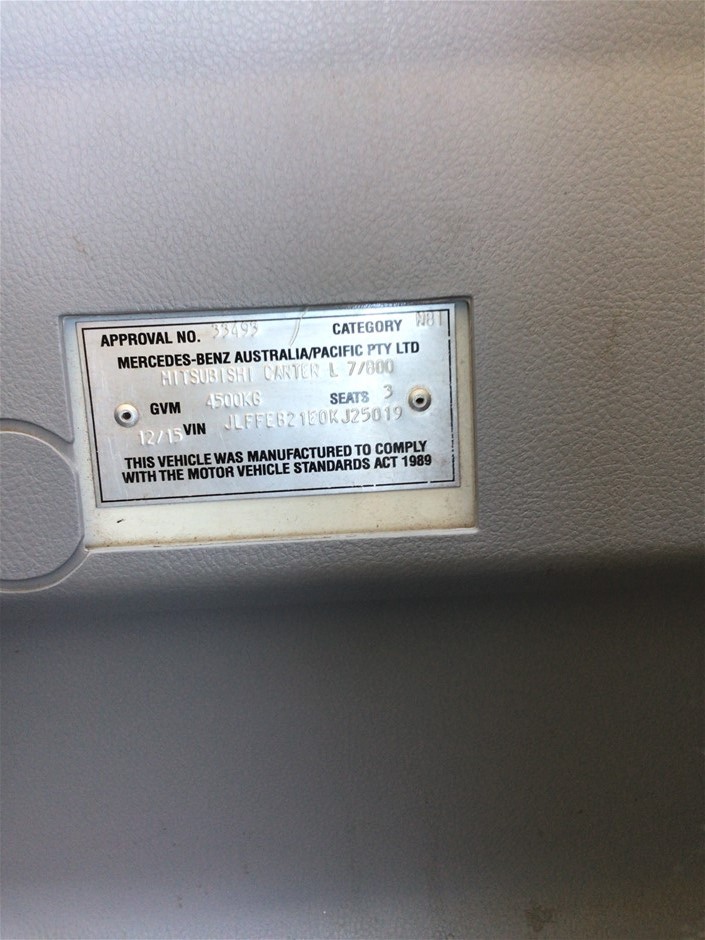 APPROVAL NO. 33493 CATEGORY NB1
MERCEDES-BENZ AUSTRALIA/PACIFIC PTY LTD
MITSUBISHI CANTER L 7/800
GVM 4500KG SEATS 3
12/15 VIN JLFFEB21E0KJ25019
THIS VEHICLE WAS MANUFACTURED TO COMPLY
WITH THE MOTOR VEHICLE STANDARDS ACT 1989